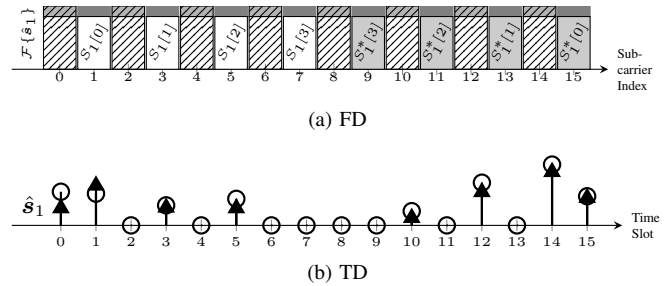 ℱ{ŝ₁}
S₁[0] S₁[1] S₁[2] S₁[3] S₁*[3] S₁*[2] S₁*[1] S₁*[0]
0 1 2 3 4 5 6 7 8 9 10 11 12 13 14 15
Sub-
carrier
Index
(a) FD
ŝ₁
0 1 2 3 4 5 6 7 8 9 10 11 12 13 14 15
Time
Slot
(b) TD